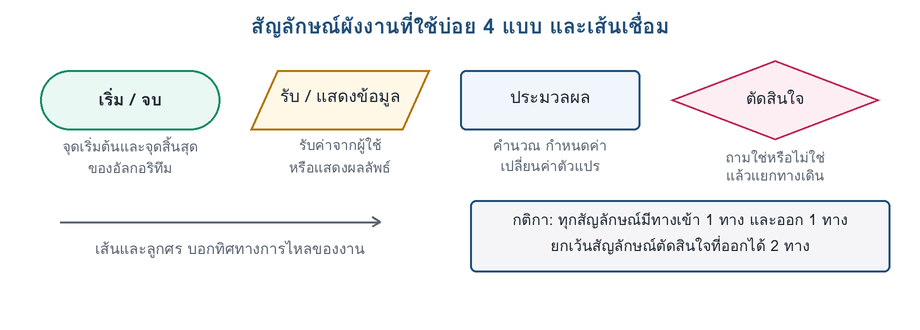 สัญลักษณ์ผังงานที่ใช้บ่อย 4 แบบ และเส้นเชื่อม
เริ่ม / จบ
รับ / แสดงข้อมูล
ประมวลผล
ตัดสินใจ
จุดเริ่มต้นและจุดสิ้นสุด
ของอัลกอริทึม
รับค่าจากผู้ใช้
หรือแสดงผลลัพธ์
คำนวณ กำหนดค่า
เปลี่ยนค่าตัวแปร
ถามใช่หรือไม่ใช่
แล้วแยกทางเดิน
เส้นและลูกศร บอกทิศทางการไหลของงาน
กติกา: ทุกสัญลักษณ์มีทางเข้า 1 ทาง และออก 1 ทาง
ยกเว้นสัญลักษณ์ตัดสินใจที่ออกได้ 2 ทาง